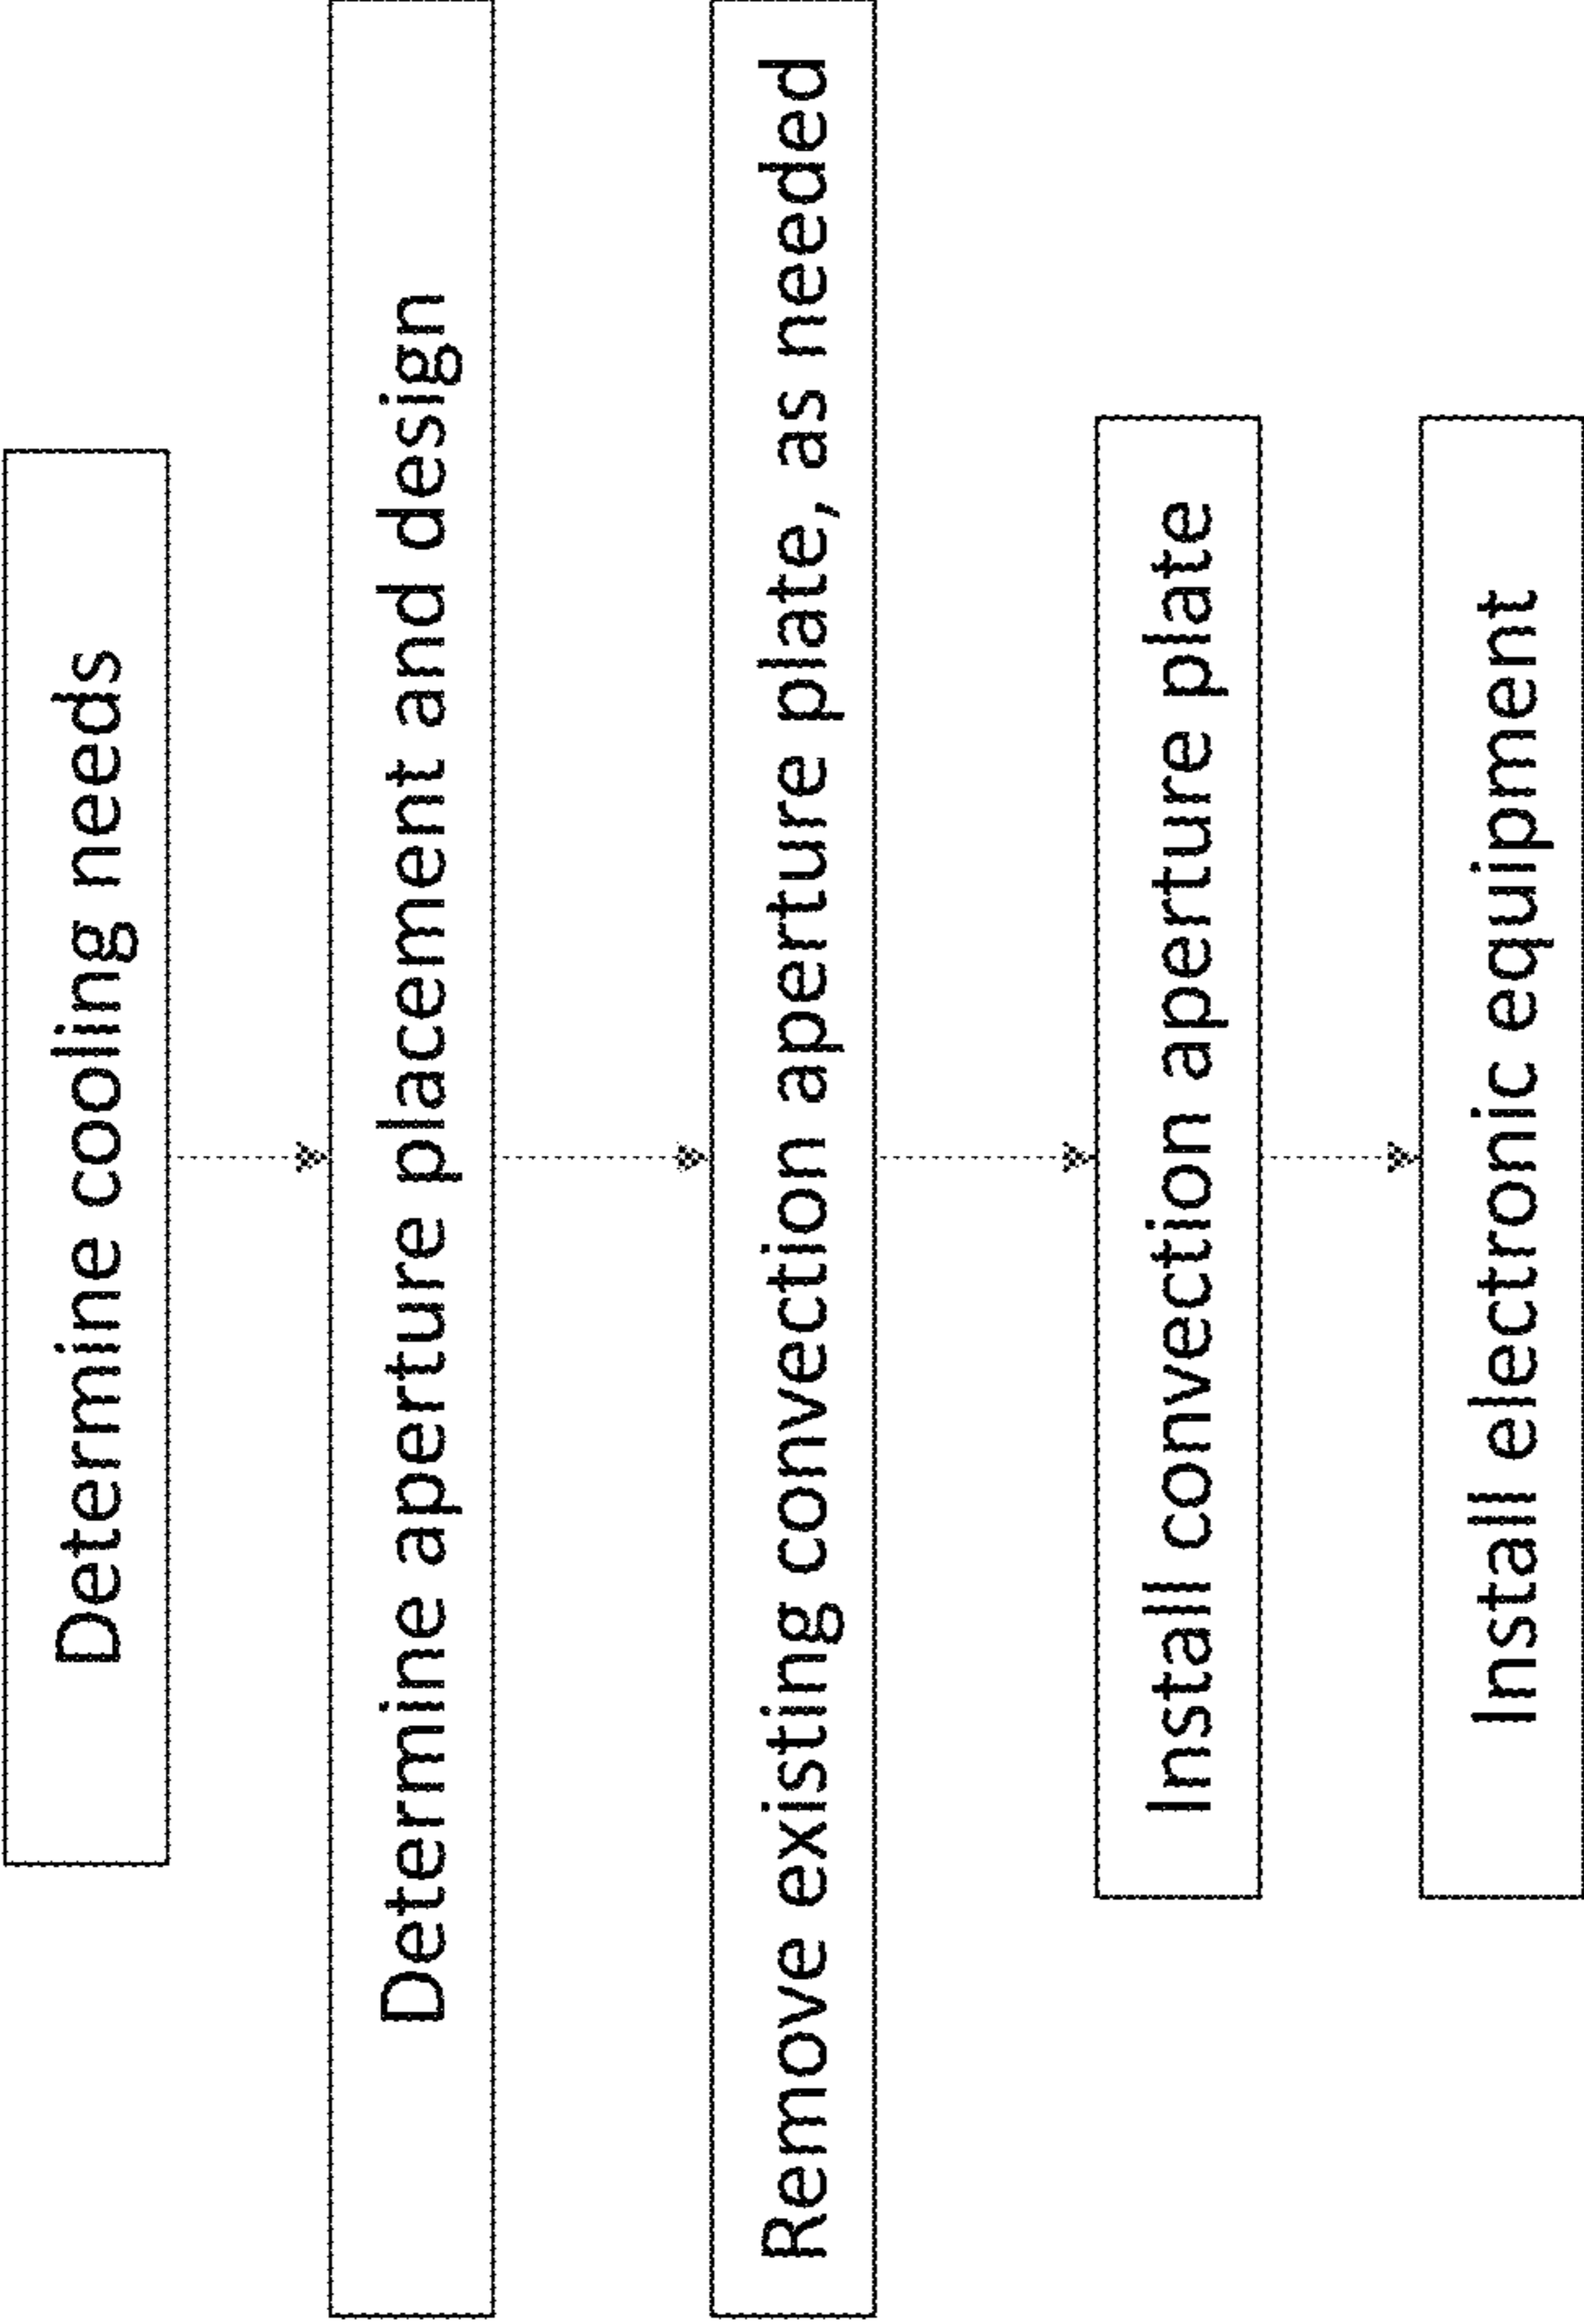 Determine cooling needs
Determine aperture placement and design
Remove existing convection aperture plate, as needed
Install convection aperture plate
Install electronic equipment